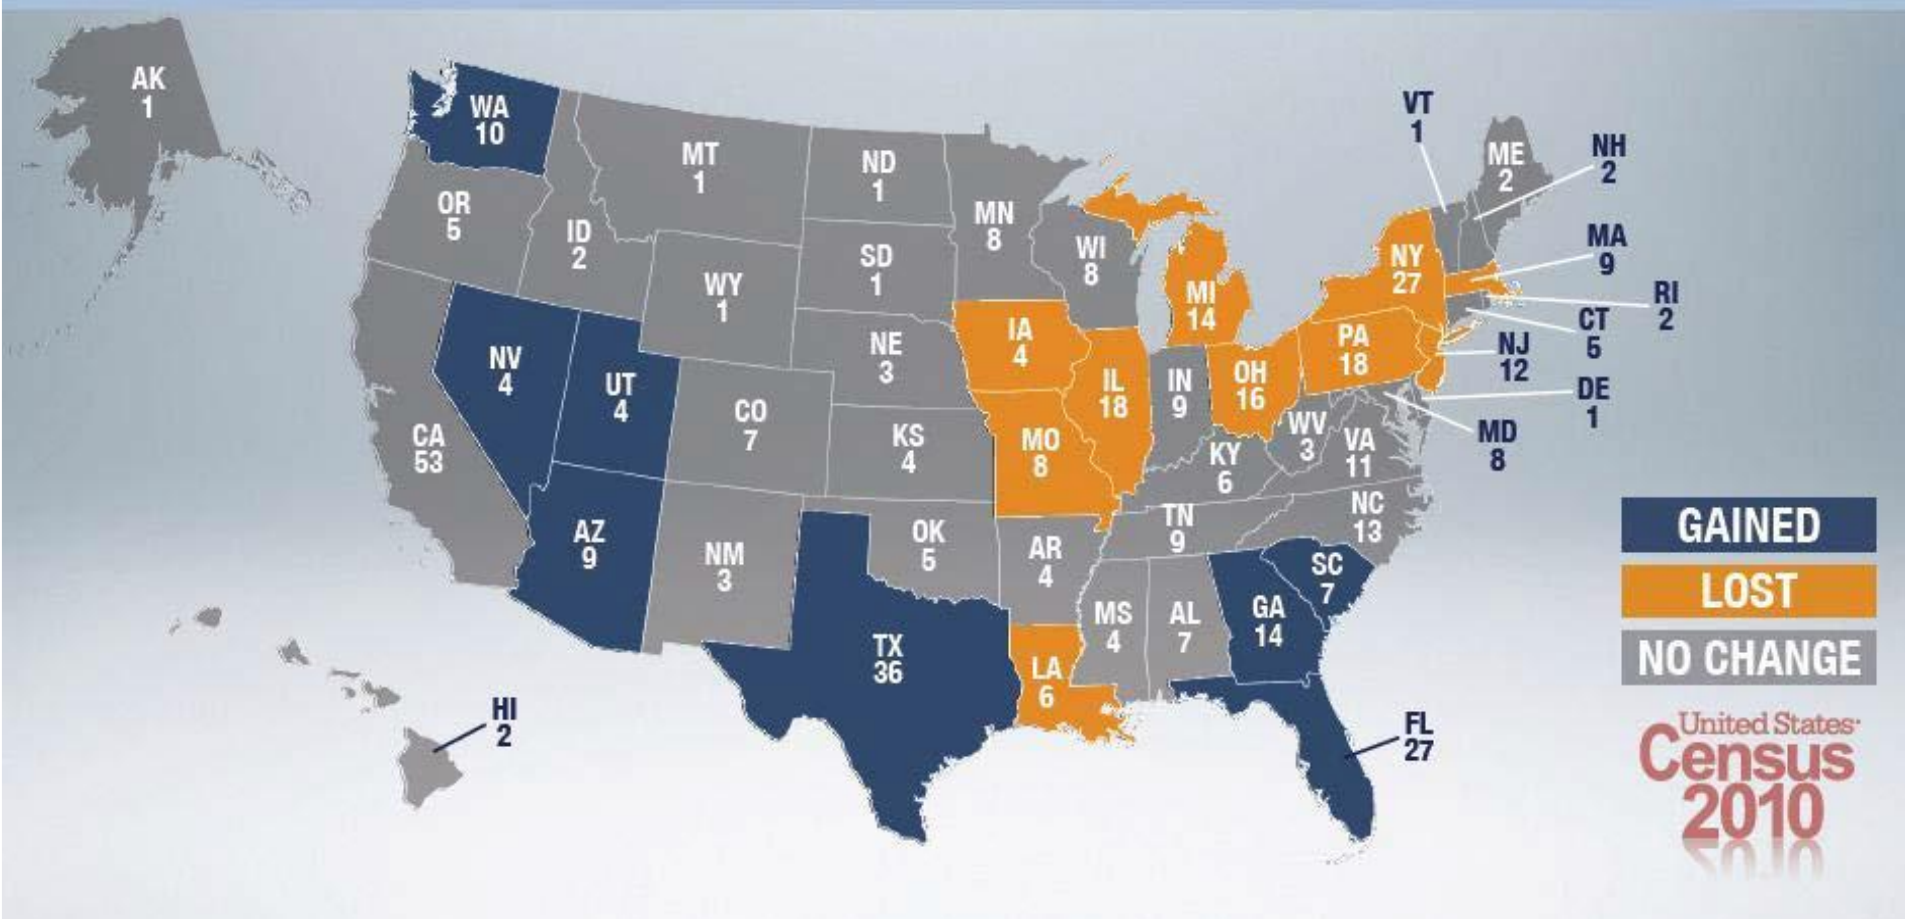 AK
1
WA
10
MT
1
ND
1
MN
8
OR
5
ID
2
WY
1
SD
1
WI
8
MI
14
VT
1
ME
2
NH
2
NY
27
MA
9
RI
2
CT
5
NJ
12
PA
18
DE
1
MD
8
NV
4
UT
4
CO
7
NE
3
IA
4
IL
18
IN
9
OH
16
CA
53
KS
4
MO
8
KY
6
WV
3
VA
11
NC
13
AZ
9
NM
3
OK
5
AR
4
TN
9
SC
7
TX
36
LA
6
MS
4
AL
7
GA
14
HI
2
FL
27
GAINED
LOST
NO CHANGE
United States
Census
2010